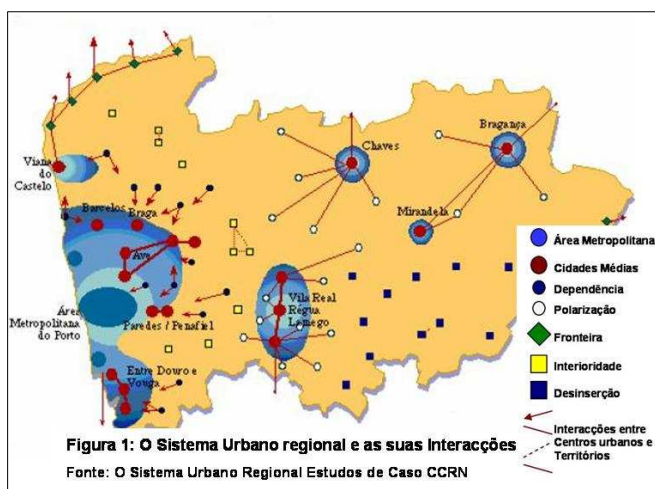 Chaves
Bragança
Viana do
Castelo
Mirandela
Barcelos
Braga
Ave
Vila Real
Régua
Lamego
Área
Metropolitana
do Porto
Paredes / Penafiel
Entre Douro e
Vouga
Área Metropolitana
Cidades Médias
Dependência
Polarização
Fronteira
Interioridade
Desinserção
Interacções entre
Centros urbanos e
Territórios
Figura 1: O Sistema Urbano regional e as suas Interacções
Fonte: O Sistema Urbano Regional Estudos de Caso CCRN